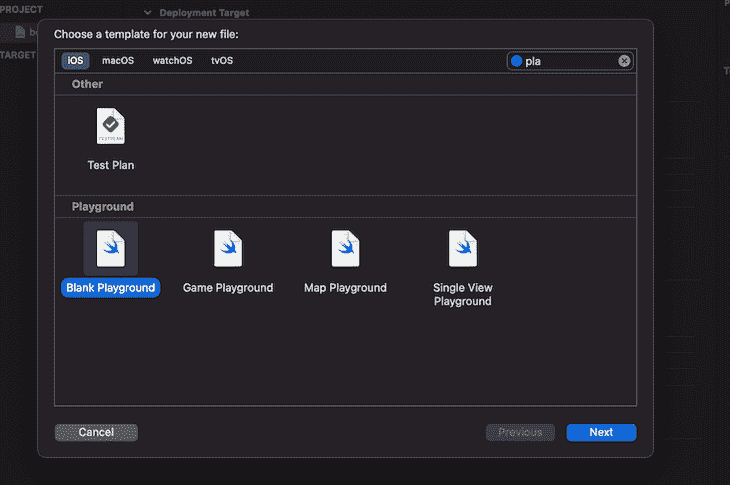 PROJECT
Deployment Target
TARGET
Choose a template for your new file:
iOS macOS watchOS tvOS pla
Other
Test Plan
Playground
Blank Playground Game Playground Map Playground Single View
Playground
Cancel Previous Next